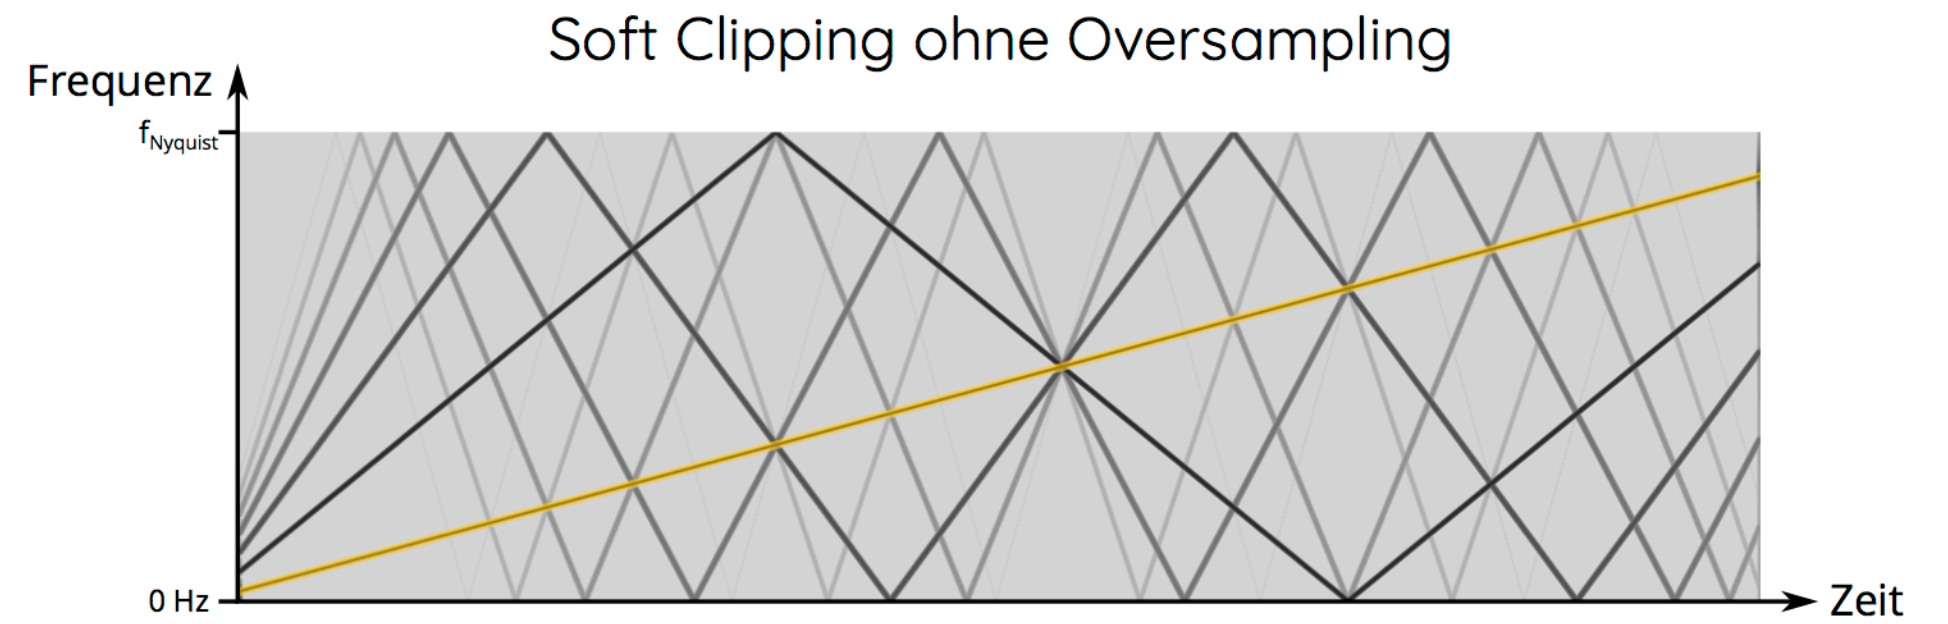 Soft Clipping ohne Oversampling
Frequenz
fNyquist
0 Hz
Zeit